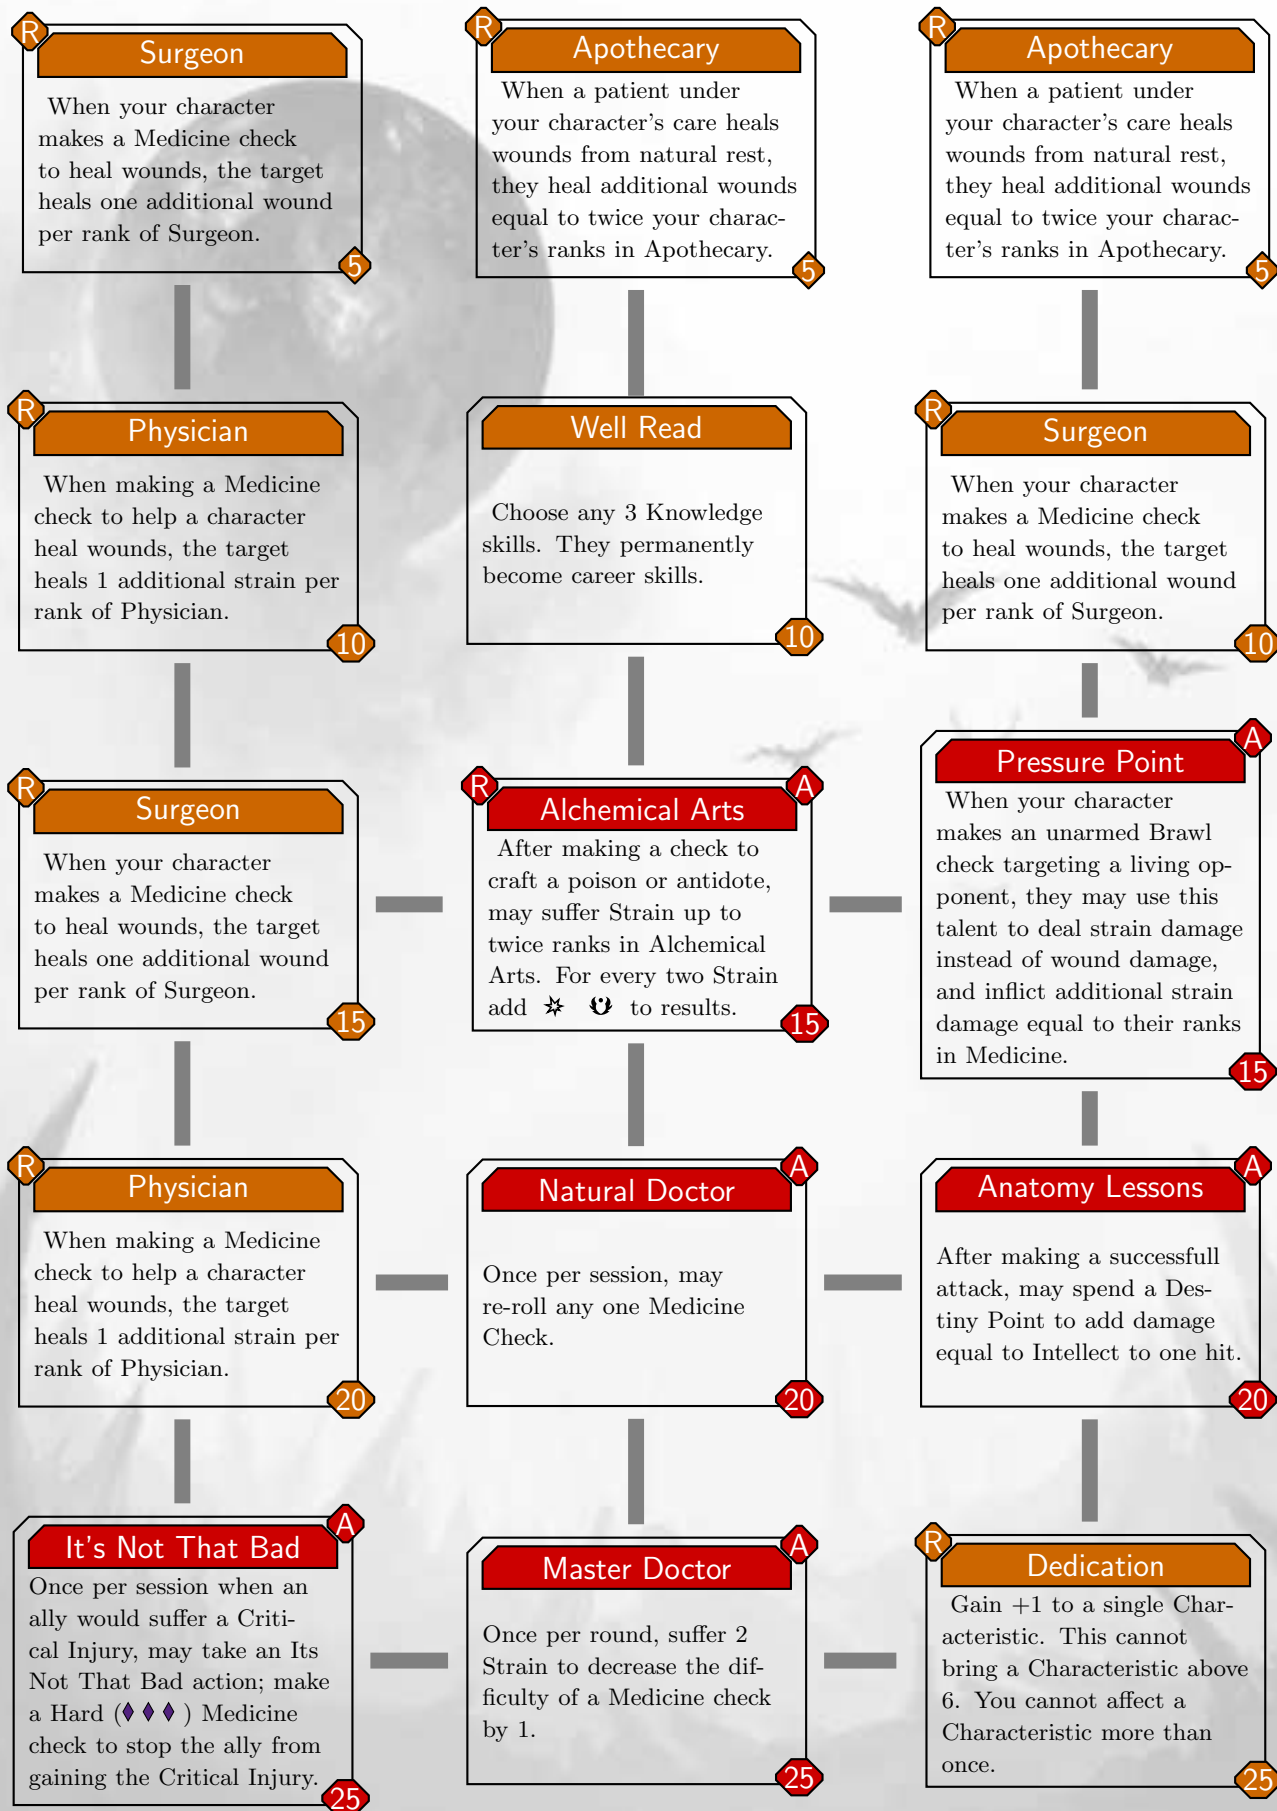 R
Surgeon
When your character
makes a Medicine check
to heal wounds, the target
heals one additional wound
per rank of Surgeon.
5
R
Apothecary
When a patient under
your character's care heals
wounds from natural rest,
they heal additional wounds
equal to twice your charac-
ter's ranks in Apothecary.
5
R
Apothecary
When a patient under
your character's care heals
wounds from natural rest,
they heal additional wounds
equal to twice your charac-
ter's ranks in Apothecary.
5
R
Physician
When making a Medicine
check to help a character
heal wounds, the target
heals 1 additional strain per
rank of Physician.
10
Well Read
Choose any 3 Knowledge
skills. They permanently
become career skills.
10
R
Surgeon
When your character
makes a Medicine check
to heal wounds, the target
heals one additional wound
per rank of Surgeon.
10
R
Surgeon
When your character
makes a Medicine check
to heal wounds, the target
heals one additional wound
per rank of Surgeon.
15
R
A
Alchemical Arts
After making a check to
craft a poison or antidote,
may suffer Strain up to
twice ranks in Alchemical
Arts. For every two Strain
add to results.
15
A
Pressure Point
When your character
makes an unarmed Brawl
check targeting a living op-
ponent, they may use this
talent to deal strain damage
instead of wound damage,
and inflict additional strain
damage equal to their ranks
in Medicine.
15
R
Physician
When making a Medicine
check to help a character
heal wounds, the target
heals 1 additional strain per
rank of Physician.
20
A
Natural Doctor
Once per session, may
re-roll any one Medicine
Check.
20
A
Anatomy Lessons
After making a successfull
attack, may spend a Des-
tiny Point to add damage
equal to Intellect to one hit.
20
A
It's Not That Bad
Once per session when an
ally would suffer a Criti-
cal Injury, may take an Its
Not That Bad action; make
a Hard (♦ ♦ ♦ ) Medicine
check to stop the ally from
gaining the Critical Injury.
25
A
Master Doctor
Once per round, suffer 2
Strain to decrease the dif-
ficulty of a Medicine check
by 1.
25
R
Dedication
Gain +1 to a single Char-
acteristic. This cannot
bring a Characteristic above
6. You cannot affect a
Characteristic more than
once.
25